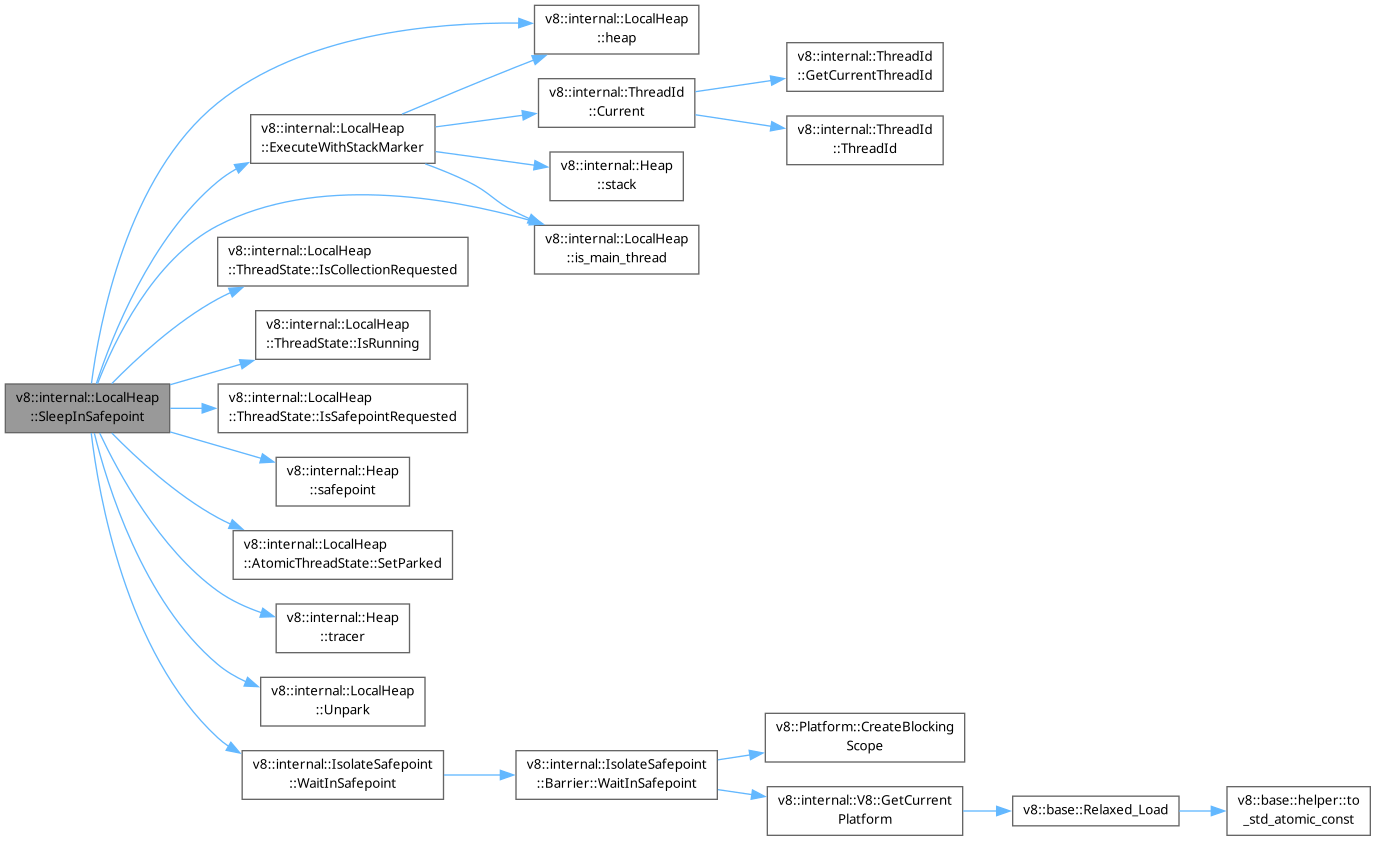 v8::internal::LocalHeap
::SleepInSafepoint
v8::internal::LocalHeap
::heap
v8::internal::LocalHeap
::ExecuteWithStackMarker
v8::internal::ThreadId
::Current
v8::internal::ThreadId
::GetCurrentThreadId
v8::internal::ThreadId
::ThreadId
v8::internal::Heap
::stack
v8::internal::LocalHeap
::is_main_thread
v8::internal::LocalHeap
::ThreadState::IsCollectionRequested
v8::internal::LocalHeap
::ThreadState::IsRunning
v8::internal::LocalHeap
::ThreadState::IsSafepointRequested
v8::internal::Heap
::safepoint
v8::internal::LocalHeap
::AtomicThreadState::SetParked
v8::internal::Heap
::tracer
v8::internal::LocalHeap
::Unpark
v8::internal::IsolateSafepoint
::WaitInSafepoint
v8::internal::IsolateSafepoint
::Barrier::WaitInSafepoint
v8::Platform::CreateBlocking
Scope
v8::internal::V8::GetCurrent
Platform
v8::base::Relaxed_Load
v8::base::helper::to
_std_atomic_const